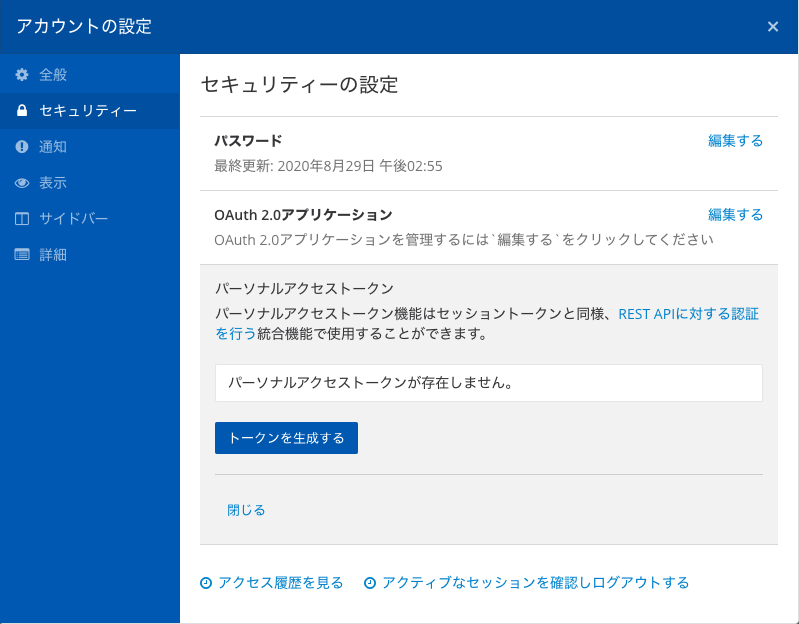 アカウントの設定
×
全般
セキュリティー
通知
表示
サイドバー
詳細
セキュリティーの設定
パスワード
編集する
最終更新: 2020年8月29日 午後02:55
OAuth 2.0アプリケーション
編集する
OAuth 2.0アプリケーションを管理するには`編集する`をクリックしてください
パーソナルアクセストークン
パーソナルアクセストークン機能はセッショントークンと同様、REST APIに対する認証
を行う統合機能で使用することができます。
パーソナルアクセストークンが存在しません。
トークンを生成する
閉じる
アクセス履歴を見る
アクティブなセッションを確認しログアウトする